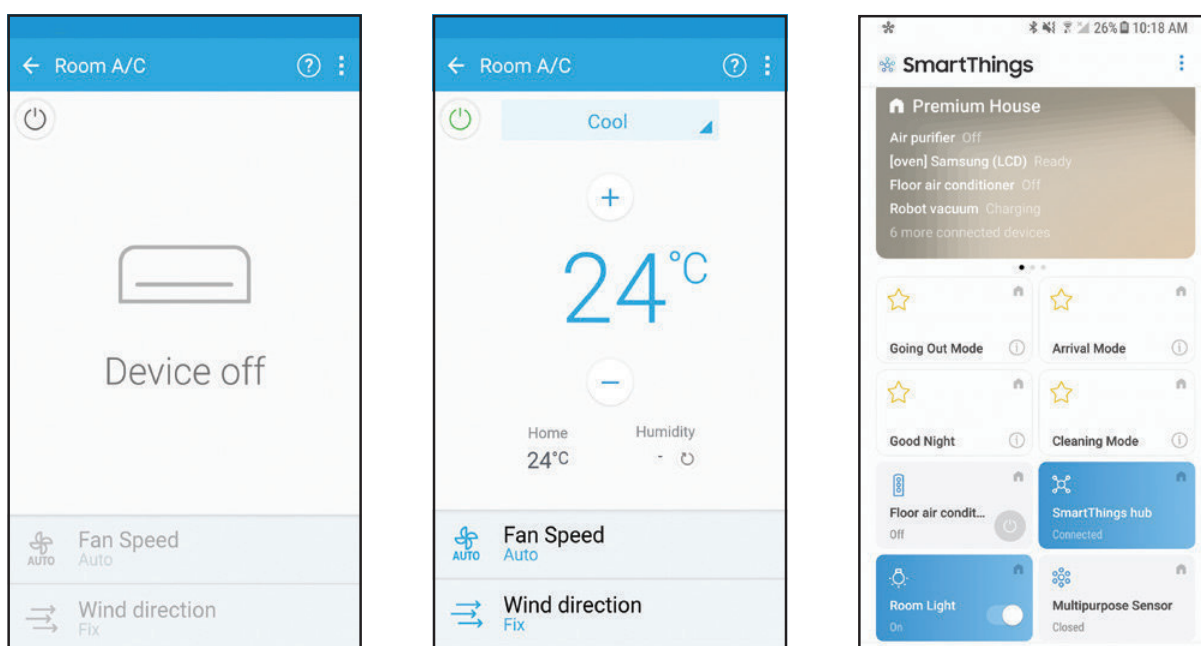 Room A/C
Device off
AUTO
Fan Speed
Auto
Wind direction
Fix
Room A/C
Cool
24°C
Home
Humidity
24°C
-
AUTO
Fan Speed
Auto
Wind direction
Fix
26% 10:18 AM
SmartThings
Premium House
Air purifier Off
[oven] Samsung (LCD) Ready
Floor air conditioner Off
Robot vacuum Charging
6 more connected devices
Going Out Mode
Arrival Mode
Good Night
Cleaning Mode
Floor air condit...
Off
SmartThings hub
Connected
Room Light
On
Multipurpose Sensor
Closed